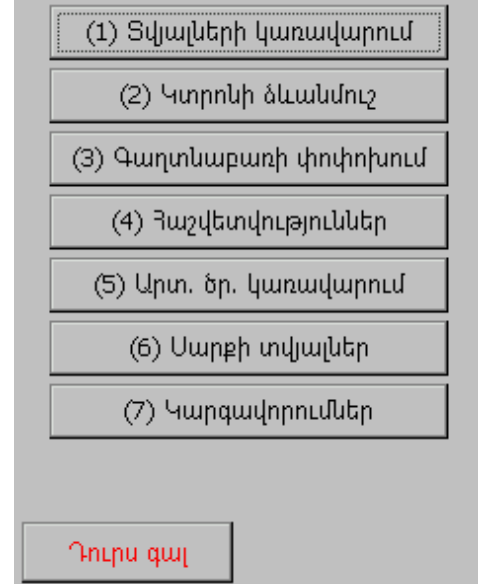 (1) Տվյալների կառավարում
(2) Կտրոնի ձևանմուշ
(3) Գաղտնաբառի փոփոխում
(4) Հաշվետվություններ
(5) Արտ. ծր. կառավարում
(6) Սարքի տվյալներ
(7) Կարգավորումներ
Դուրս գալ